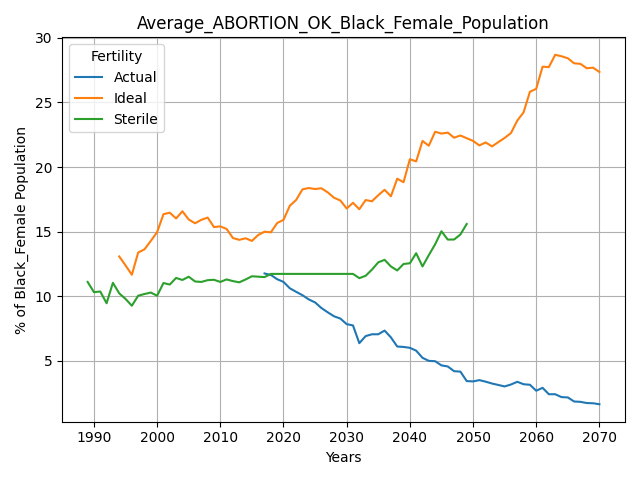 Average_ABORTION_OK_Black_Female_Population
Fertility
Actual
Ideal
Sterile
% of Black_Female Population
30
25
20
15
10
5
1990 2000 2010 2020 2030 2040 2050 2060 2070
Years